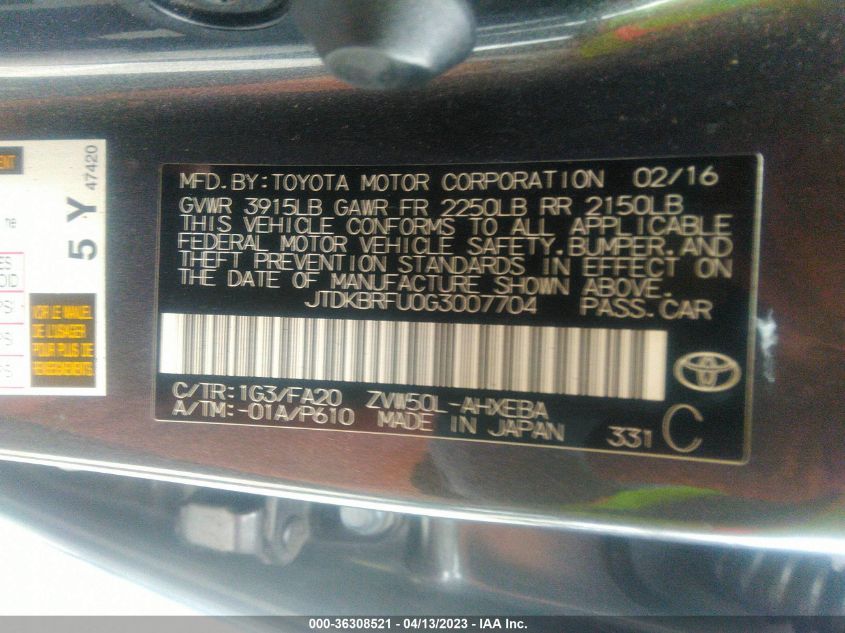 MFD. BY: TOYOTA MOTOR CORPORATION 02/16
GVWR 3915LB GAWR FR 2250LB RR 2150LB
THIS VEHICLE CONFORMS TO ALL APPLICABLE
FEDERAL MOTOR VEHICLE SAFETY, BUMPER, AND
THEFT PREVENTION STANDARDS IN EFFECT ON
THE DATE OF MANUFACTURE SHOWN ABOVE.
JTDKBRFU0G3007704 PASS. CAR
C/TR: 1G3/FA20 ZVW50L-AHXEBA
A/TM: -01A/P610 MADE IN JAPAN 331 C
5 Y
47420
VOIR LE MANUEL
DE L'USAGER
POUR PLUS DE
RENSEIGNEMENTS
000-36308521 - 04/13/2023 - IAA Inc.